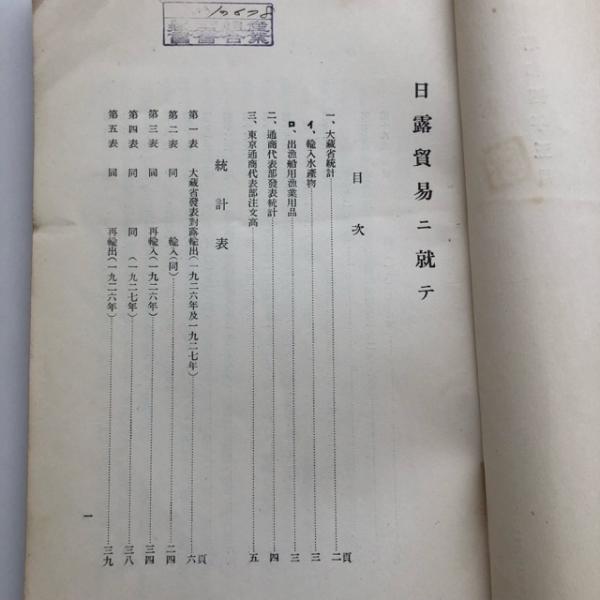 日露貿易ニ就テ
目次
一、大藏省統計……二頁
イ、輸入水產物……三
ロ、出漁船用漁業用品……三
二、通商代表部發表統計……四
三、東京通商代表部注文高……五
統計表
第一表 大藏省發表對露輸出(一九二六年及一九二七年)……六頁
第二表 同 輸入(同)……二四
第三表 同 再輸入(一九二六年)……三四
第四表 同 同(一九二七年)……三八
第五表 同 再輸出(一九二六年)……三九
一